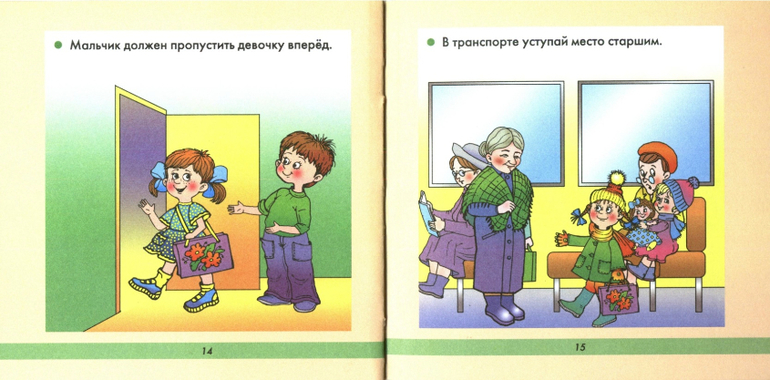 Мальчик должен пропустить девочку вперёд.
14
В транспорте уступай место старшим.
15